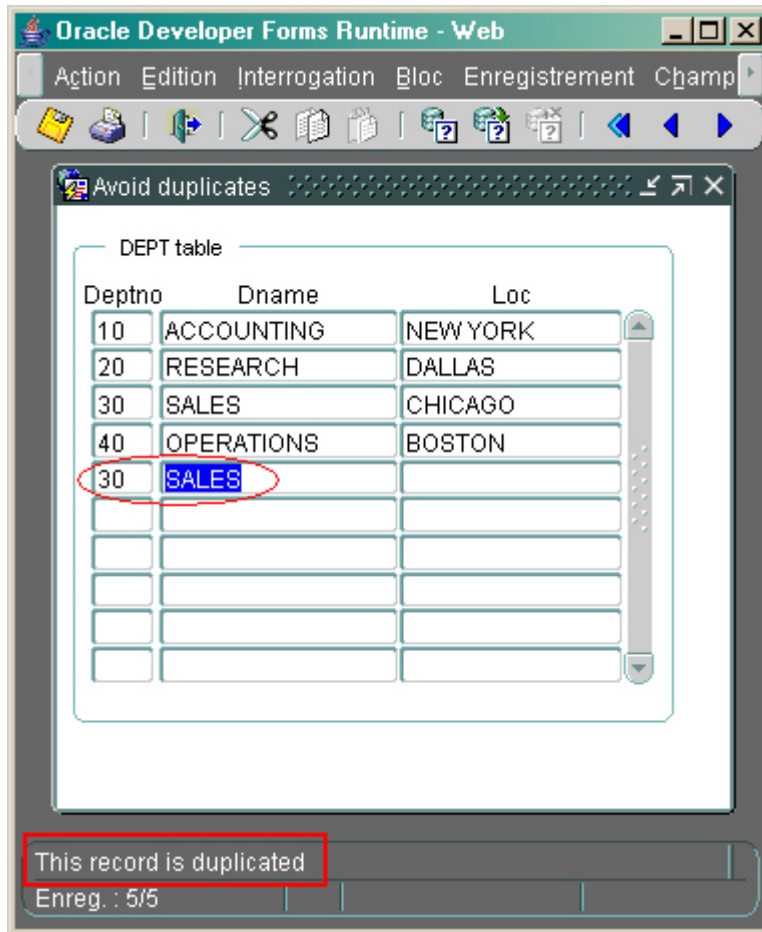 Oracle Developer Forms Runtime - Web
Action Edition Interrogation Bloc Enregistrement Champ
Avoid duplicates
DEPT table
Deptno Dname Loc
10 ACCOUNTING NEW YORK
20 RESEARCH DALLAS
30 SALES CHICAGO
40 OPERATIONS BOSTON
30 SALES
This record is duplicated
Enreg. : 5/5